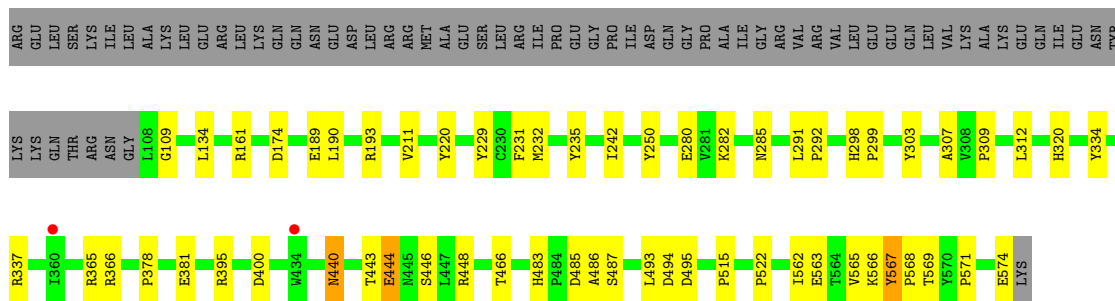 ARG GLU LEU SER LYS ILE LEU ALA LYS LEU GLU ARG LEU LYS GLN GLN ASN GLU ASP LEU ARG ARG MET ALA GLU SER LEU ARG ILE PRO GLU GLY PRO ILE ASP GLN GLY PRO ALA ILE GLY ARG VAL ARG VAL LEU GLU GLU GLN LEU VAL LYS ALA LYS GLU GLN ILE GLU ASN TYR
LYS LYS GLN THR ARG ASN GLY L108 G109 L134 R161 D174 E189 L190 R193 V211 Y220 Y229 C230 F231 M232 Y235 I242 Y250 E280 V281 K282 N285 L291 P292 H298 P299 Y303 A307 V308 P309 L312 H320 Y334
R337 I360 R365 R366 P378 E381 R395 D400 W434 N440 T443 E444 N445 S446 L447 R448 T466 H483 P484 D485 A486 S487 L493 D494 D495 P515 P522 I562 E563 T564 V565 K566 Y567 P568 T569 Y570 P571 E574 LYS